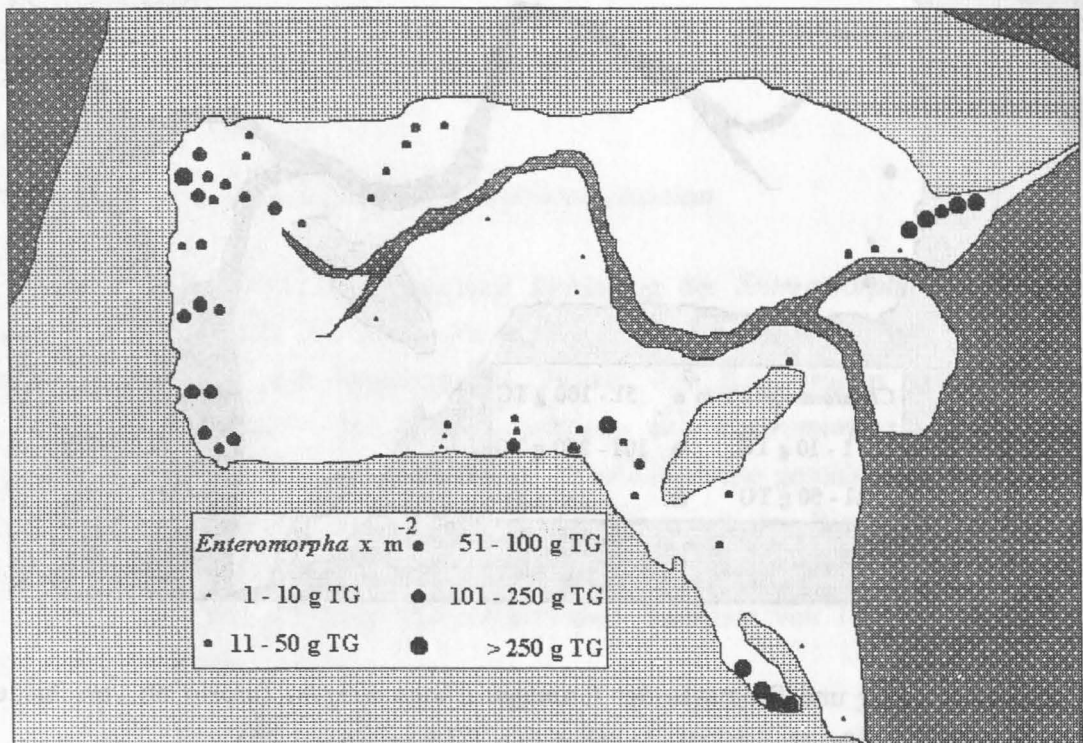 Enteromorpha x m⁻² 51 - 100 g TG
1 - 10 g TG 101 - 250 g TG
11 - 50 g TG > 250 g TG